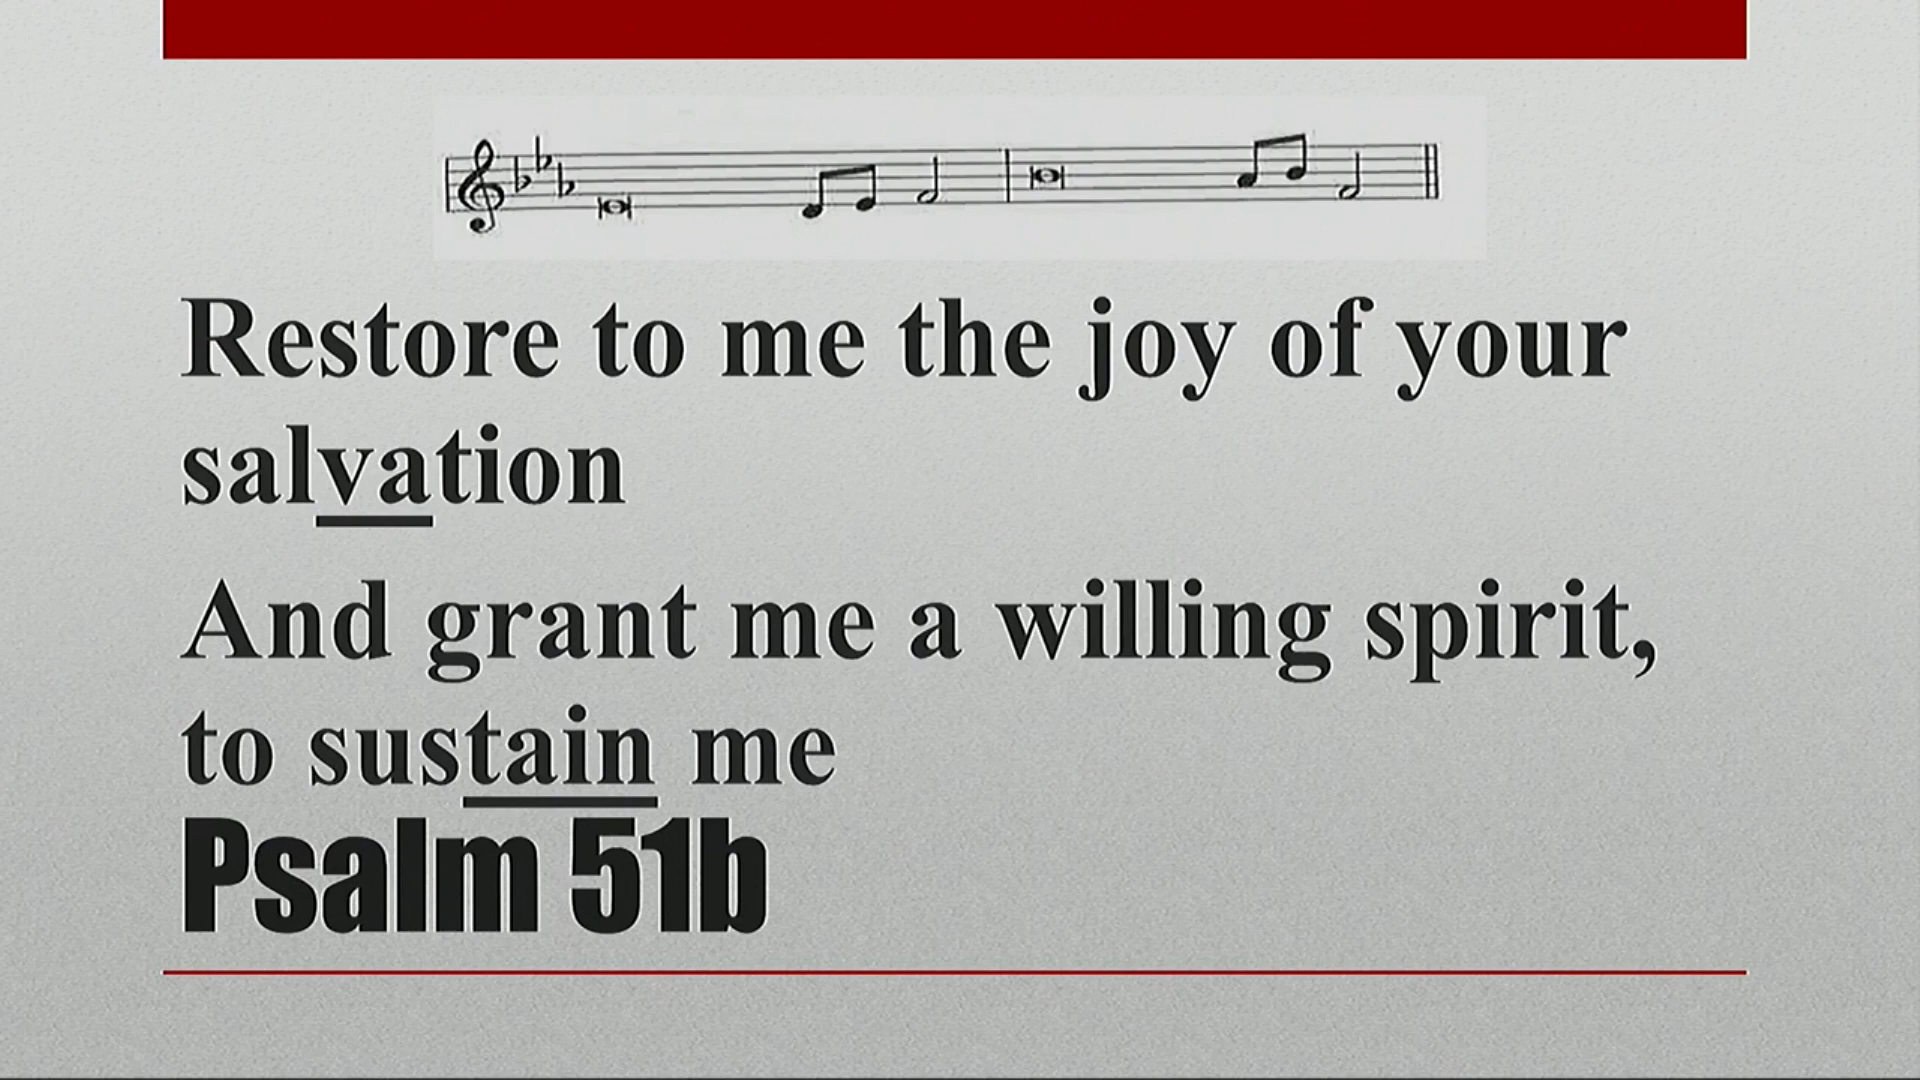 Restore to me the joy of your
salvation
And grant me a willing spirit,
to sustain me
Psalm 51b